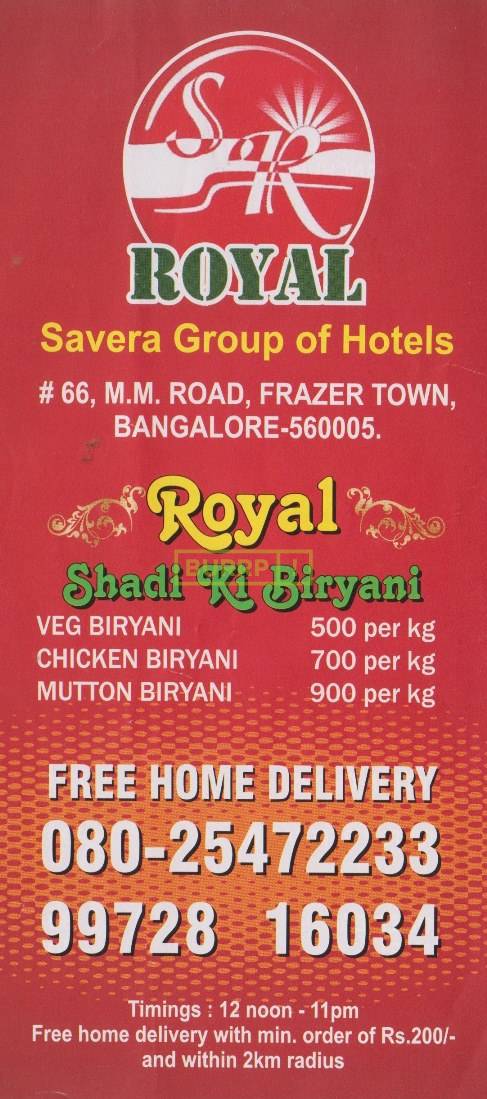 SR
ROYAL
Savera Group of Hotels
# 66, M.M. ROAD, FRAZER TOWN,
BANGALORE-560005.
Royal
BURRP!
Shadi Ki Biryani
VEG BIRYANI 500 per kg
CHICKEN BIRYANI 700 per kg
MUTTON BIRYANI 900 per kg
FREE HOME DELIVERY
080-25472233
99728 16034
Timings : 12 noon - 11pm
Free home delivery with min. order of Rs.200/-
and within 2km radius